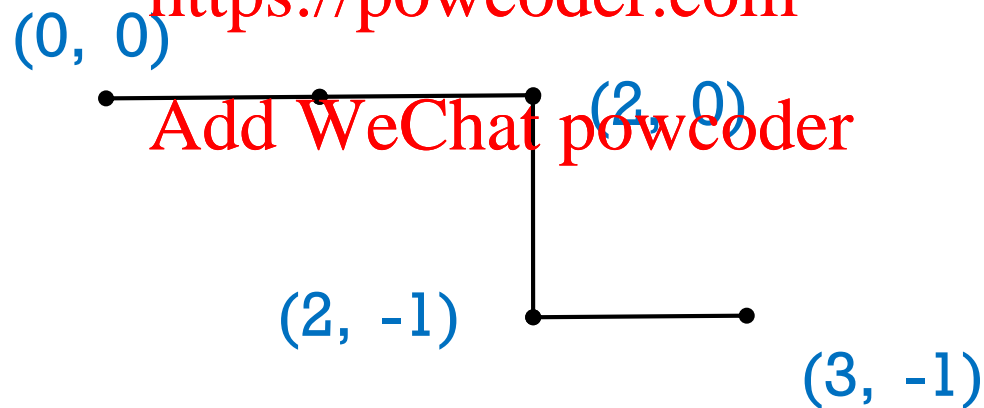 https://powcoder.com
(0, 0)
(2, 0)
Add WeChat powcoder
(2, -1)
(3, -1)